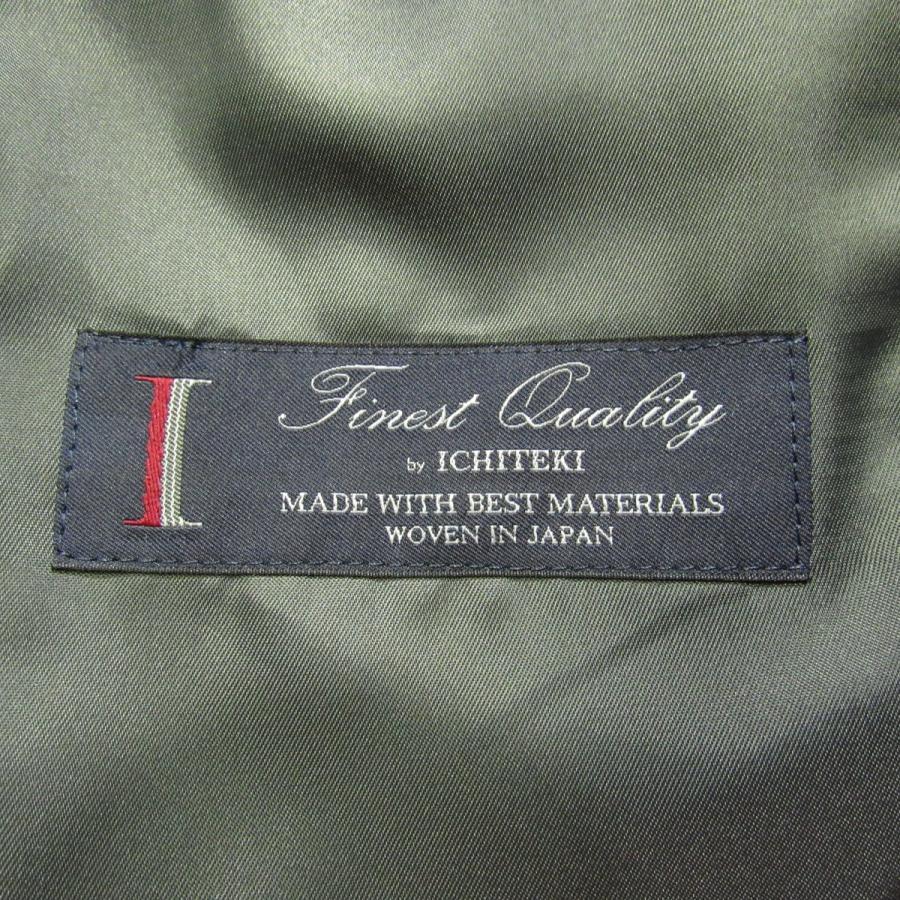 I
Finest Quality
by ICHITEKI
MADE WITH BEST MATERIALS
WOVEN IN JAPAN